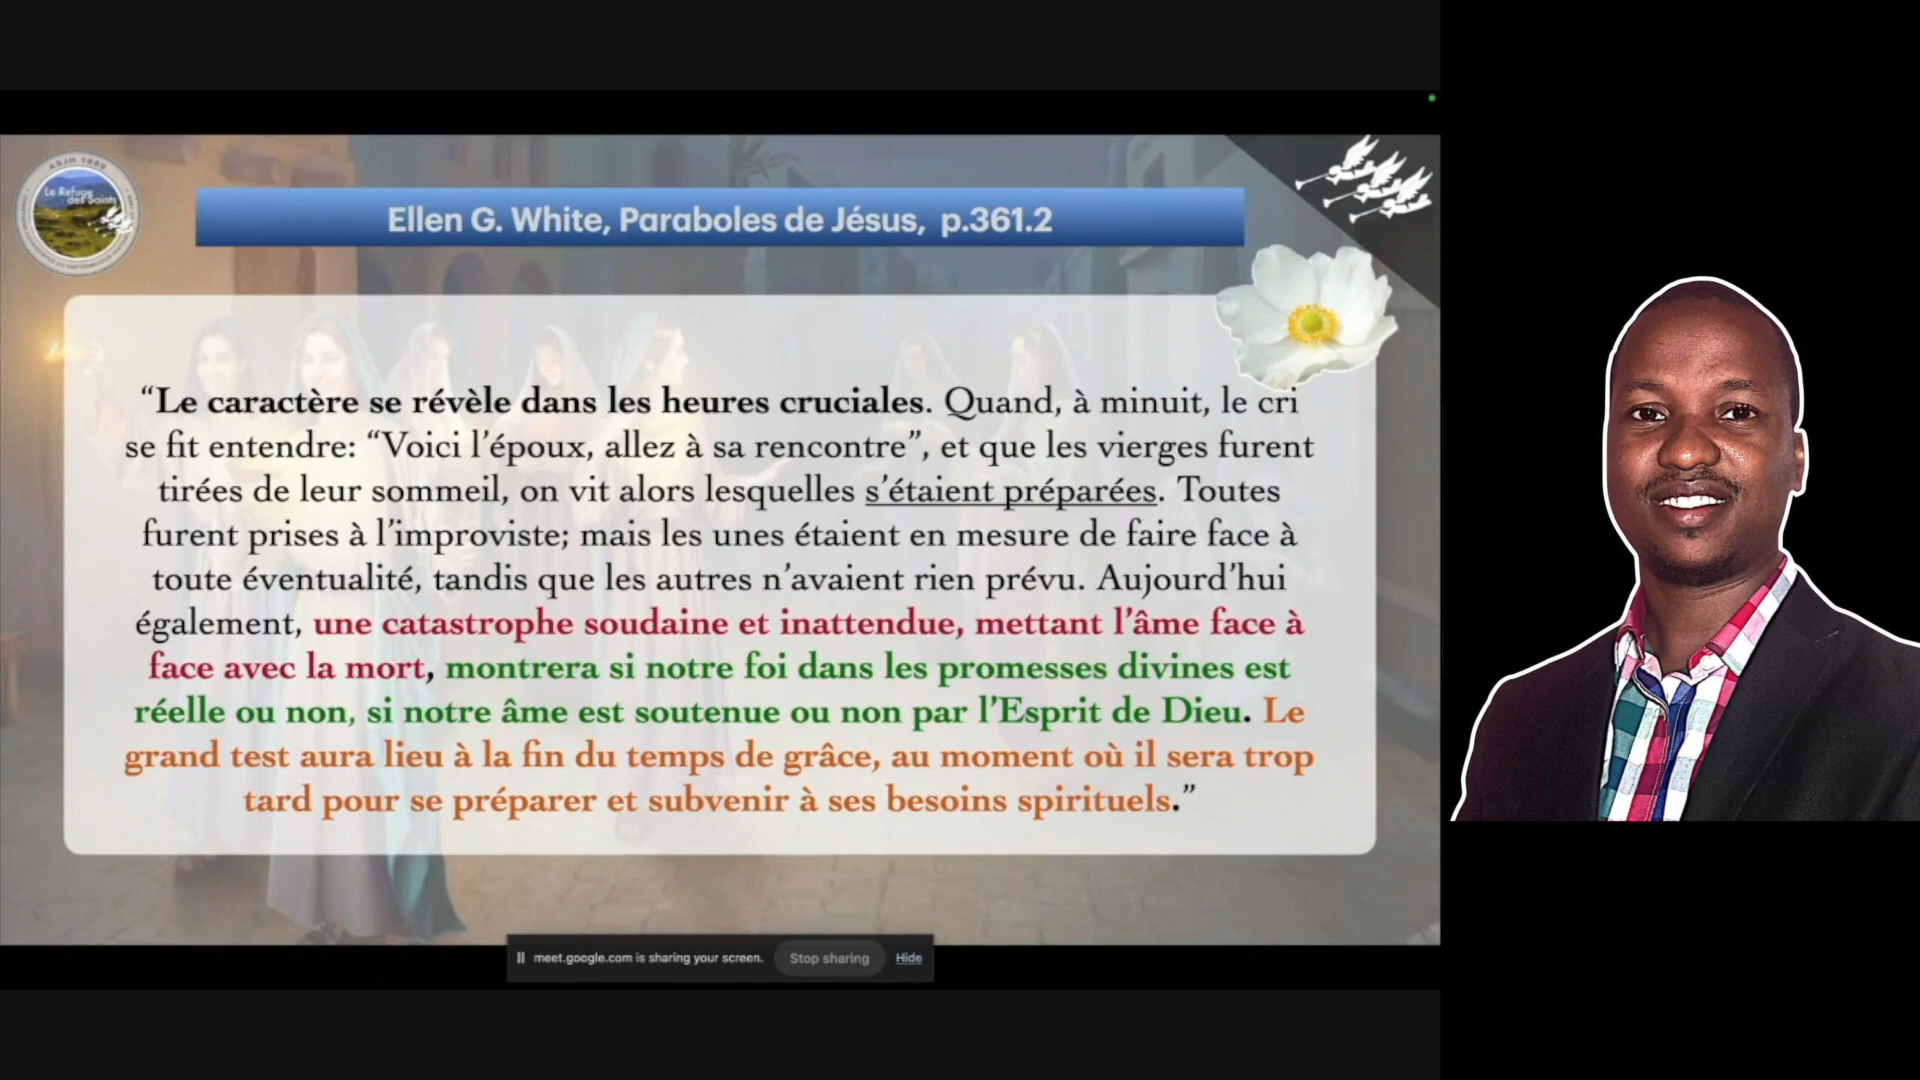 ASJH 1888
Le Refuge
des Saints
Ellen G. White, Paraboles de Jésus, p.361.2
“Le caractère se révèle dans les heures cruciales. Quand, à minuit, le cri
se fit entendre: “Voici l’époux, allez à sa rencontre”, et que les vierges furent
tirées de leur sommeil, on vit alors lesquelles s’étaient préparées. Toutes
furent prises à l’improviste; mais les unes étaient en mesure de faire face à
toute éventualité, tandis que les autres n’avaient rien prévu. Aujourd’hui
également, une catastrophe soudaine et inattendue, mettant l’âme face à
face avec la mort, montrera si notre foi dans les promesses divines est
réelle ou non, si notre âme est soutenue ou non par l’Esprit de Dieu. Le
grand test aura lieu à la fin du temps de grâce, au moment où il sera trop
tard pour se préparer et subvenir à ses besoins spirituels.”
meet.google.com is sharing your screen. Stop sharing Hide